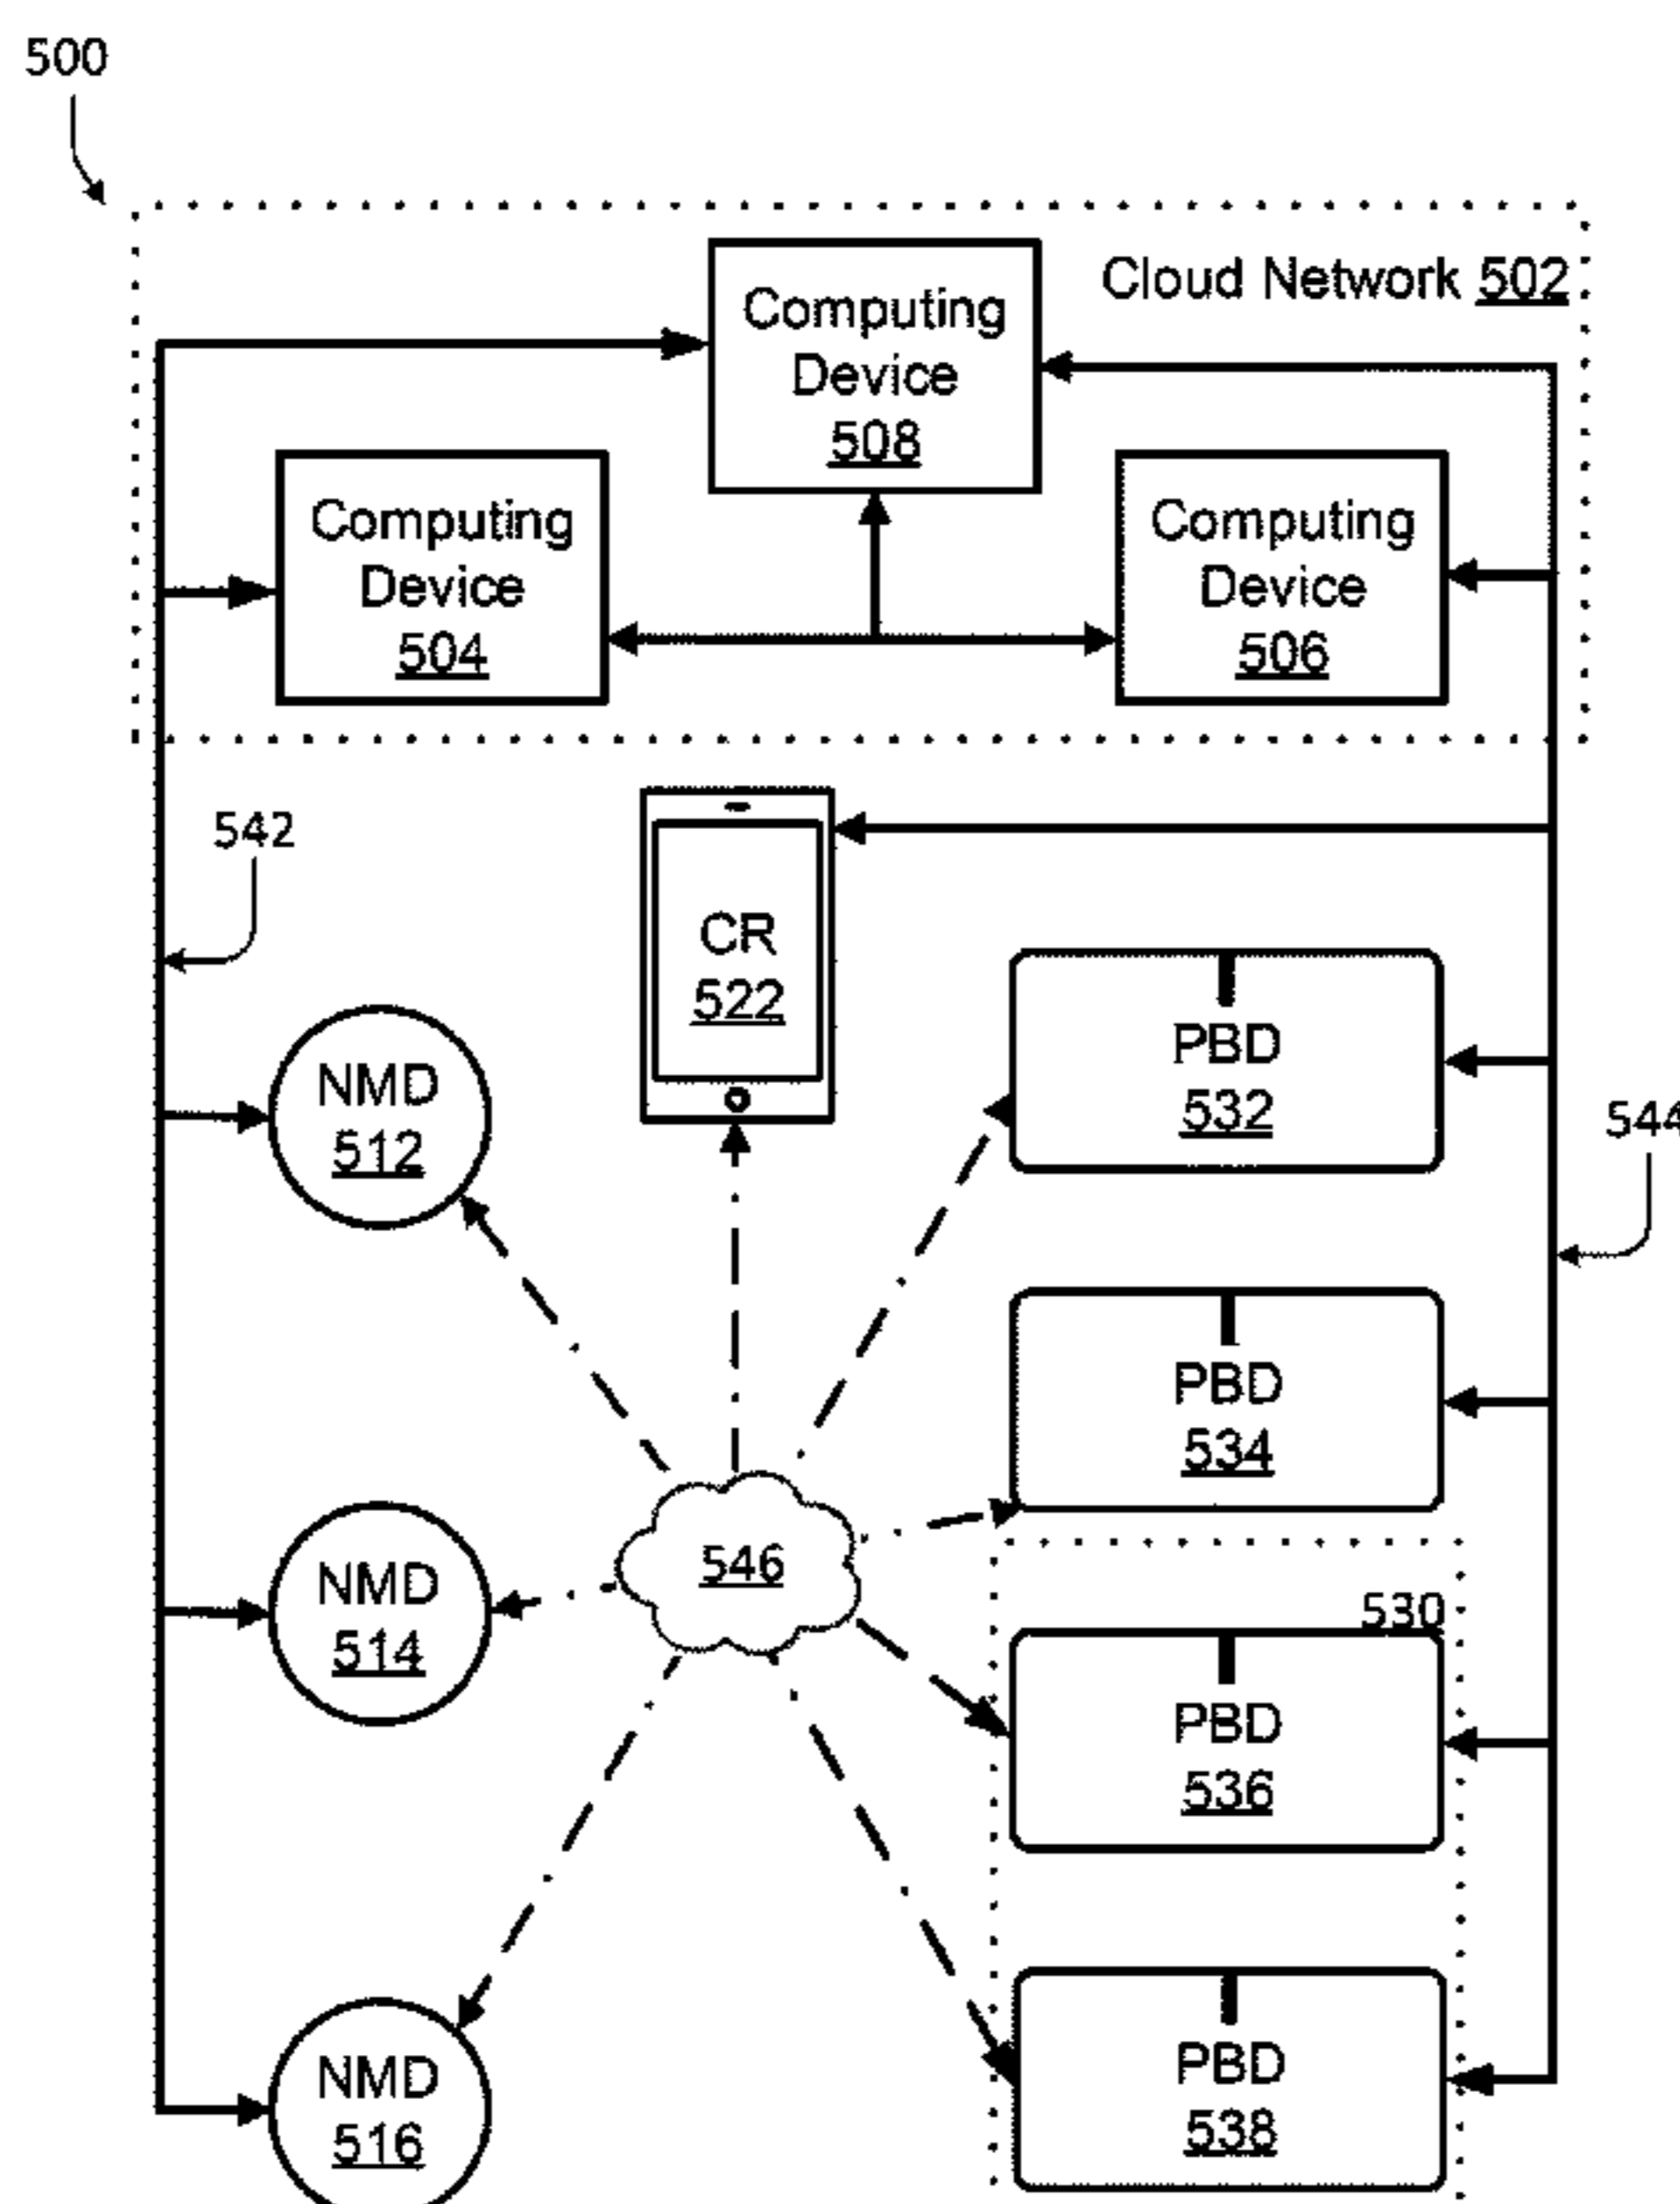 500
Cloud Network 502
Computing
Device
508
Computing
Device
504
Computing
Device
506
542
CR
522
NMD
512
PBD
532
544
PBD
534
546
NMD
514
530
PBD
536
NMD
516
PBD
538